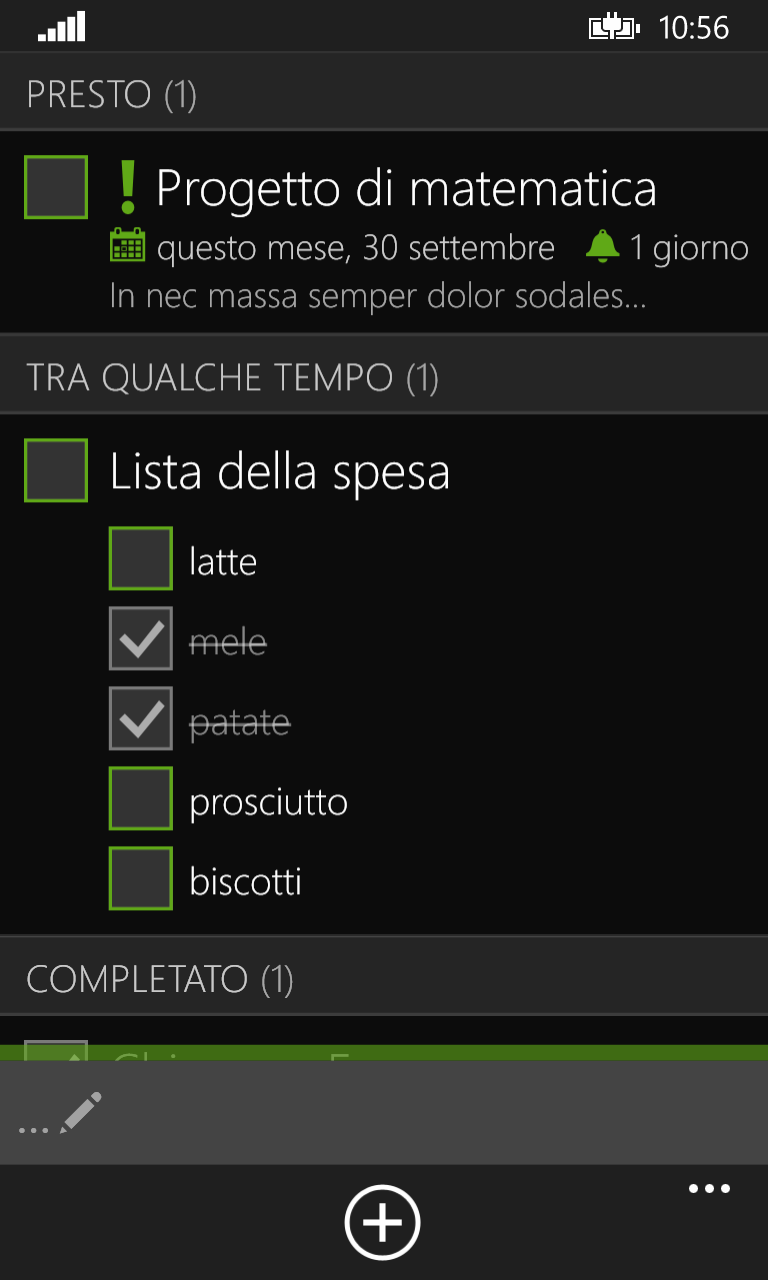 10:56
PRESTO (1)
! Progetto di matematica
questo mese, 30 settembre 1 giorno
In nec massa semper dolor sodales...
TRA QUALCHE TEMPO (1)
Lista della spesa
latte
mele
patate
prosciutto
biscotti
COMPLETATO (1)
...